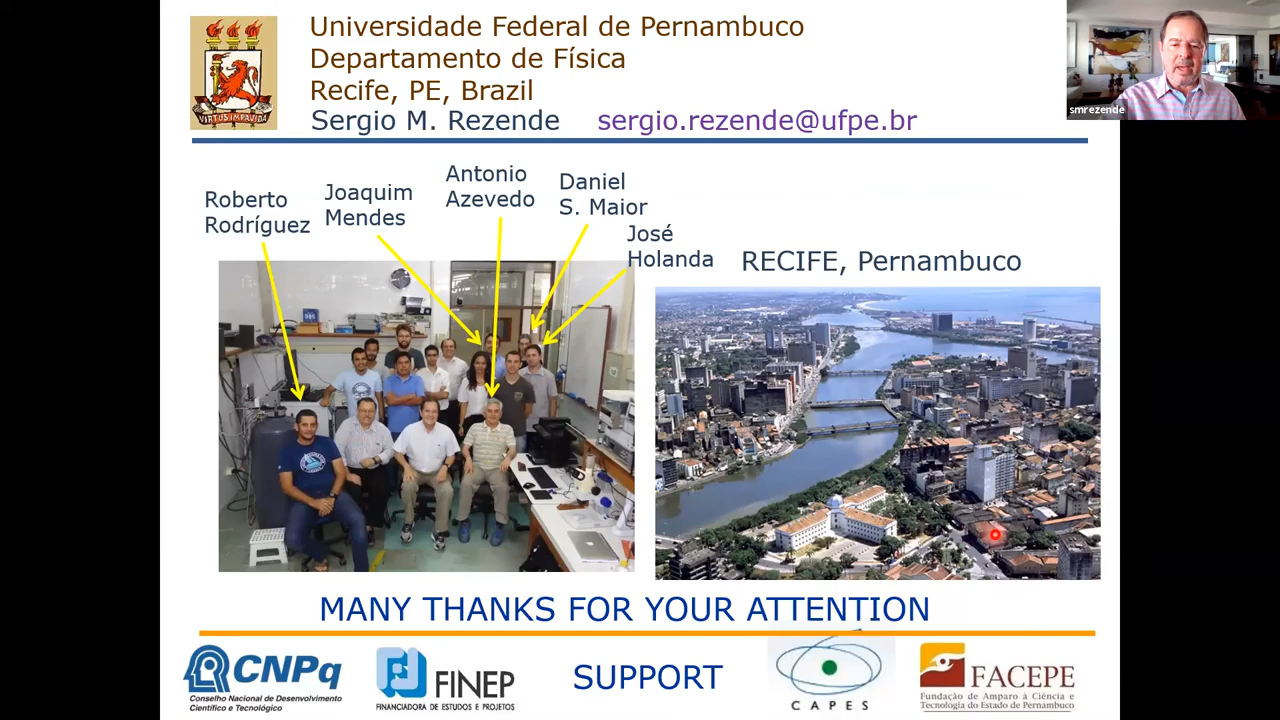 Universidade Federal de Pernambuco
Departamento de Física
Recife, PE, Brazil
Sergio M. Rezende sergio.rezende@ufpe.br
VIRTUS IMPAVIDA
smrezende
Roberto
Rodríguez
Joaquim
Mendes
Antonio
Azevedo
Daniel
S. Maior
José
Holanda
RECIFE, Pernambuco
MANY THANKS FOR YOUR ATTENTION
CNPq
Conselho Nacional de Desenvolvimento
Científico e Tecnológico
FINEP
FINANCIADORA DE ESTUDOS E PROJETOS
SUPPORT
CAPES
FACEPE
Fundação de Amparo à Ciência e
Tecnologia do Estado de Pernambuco